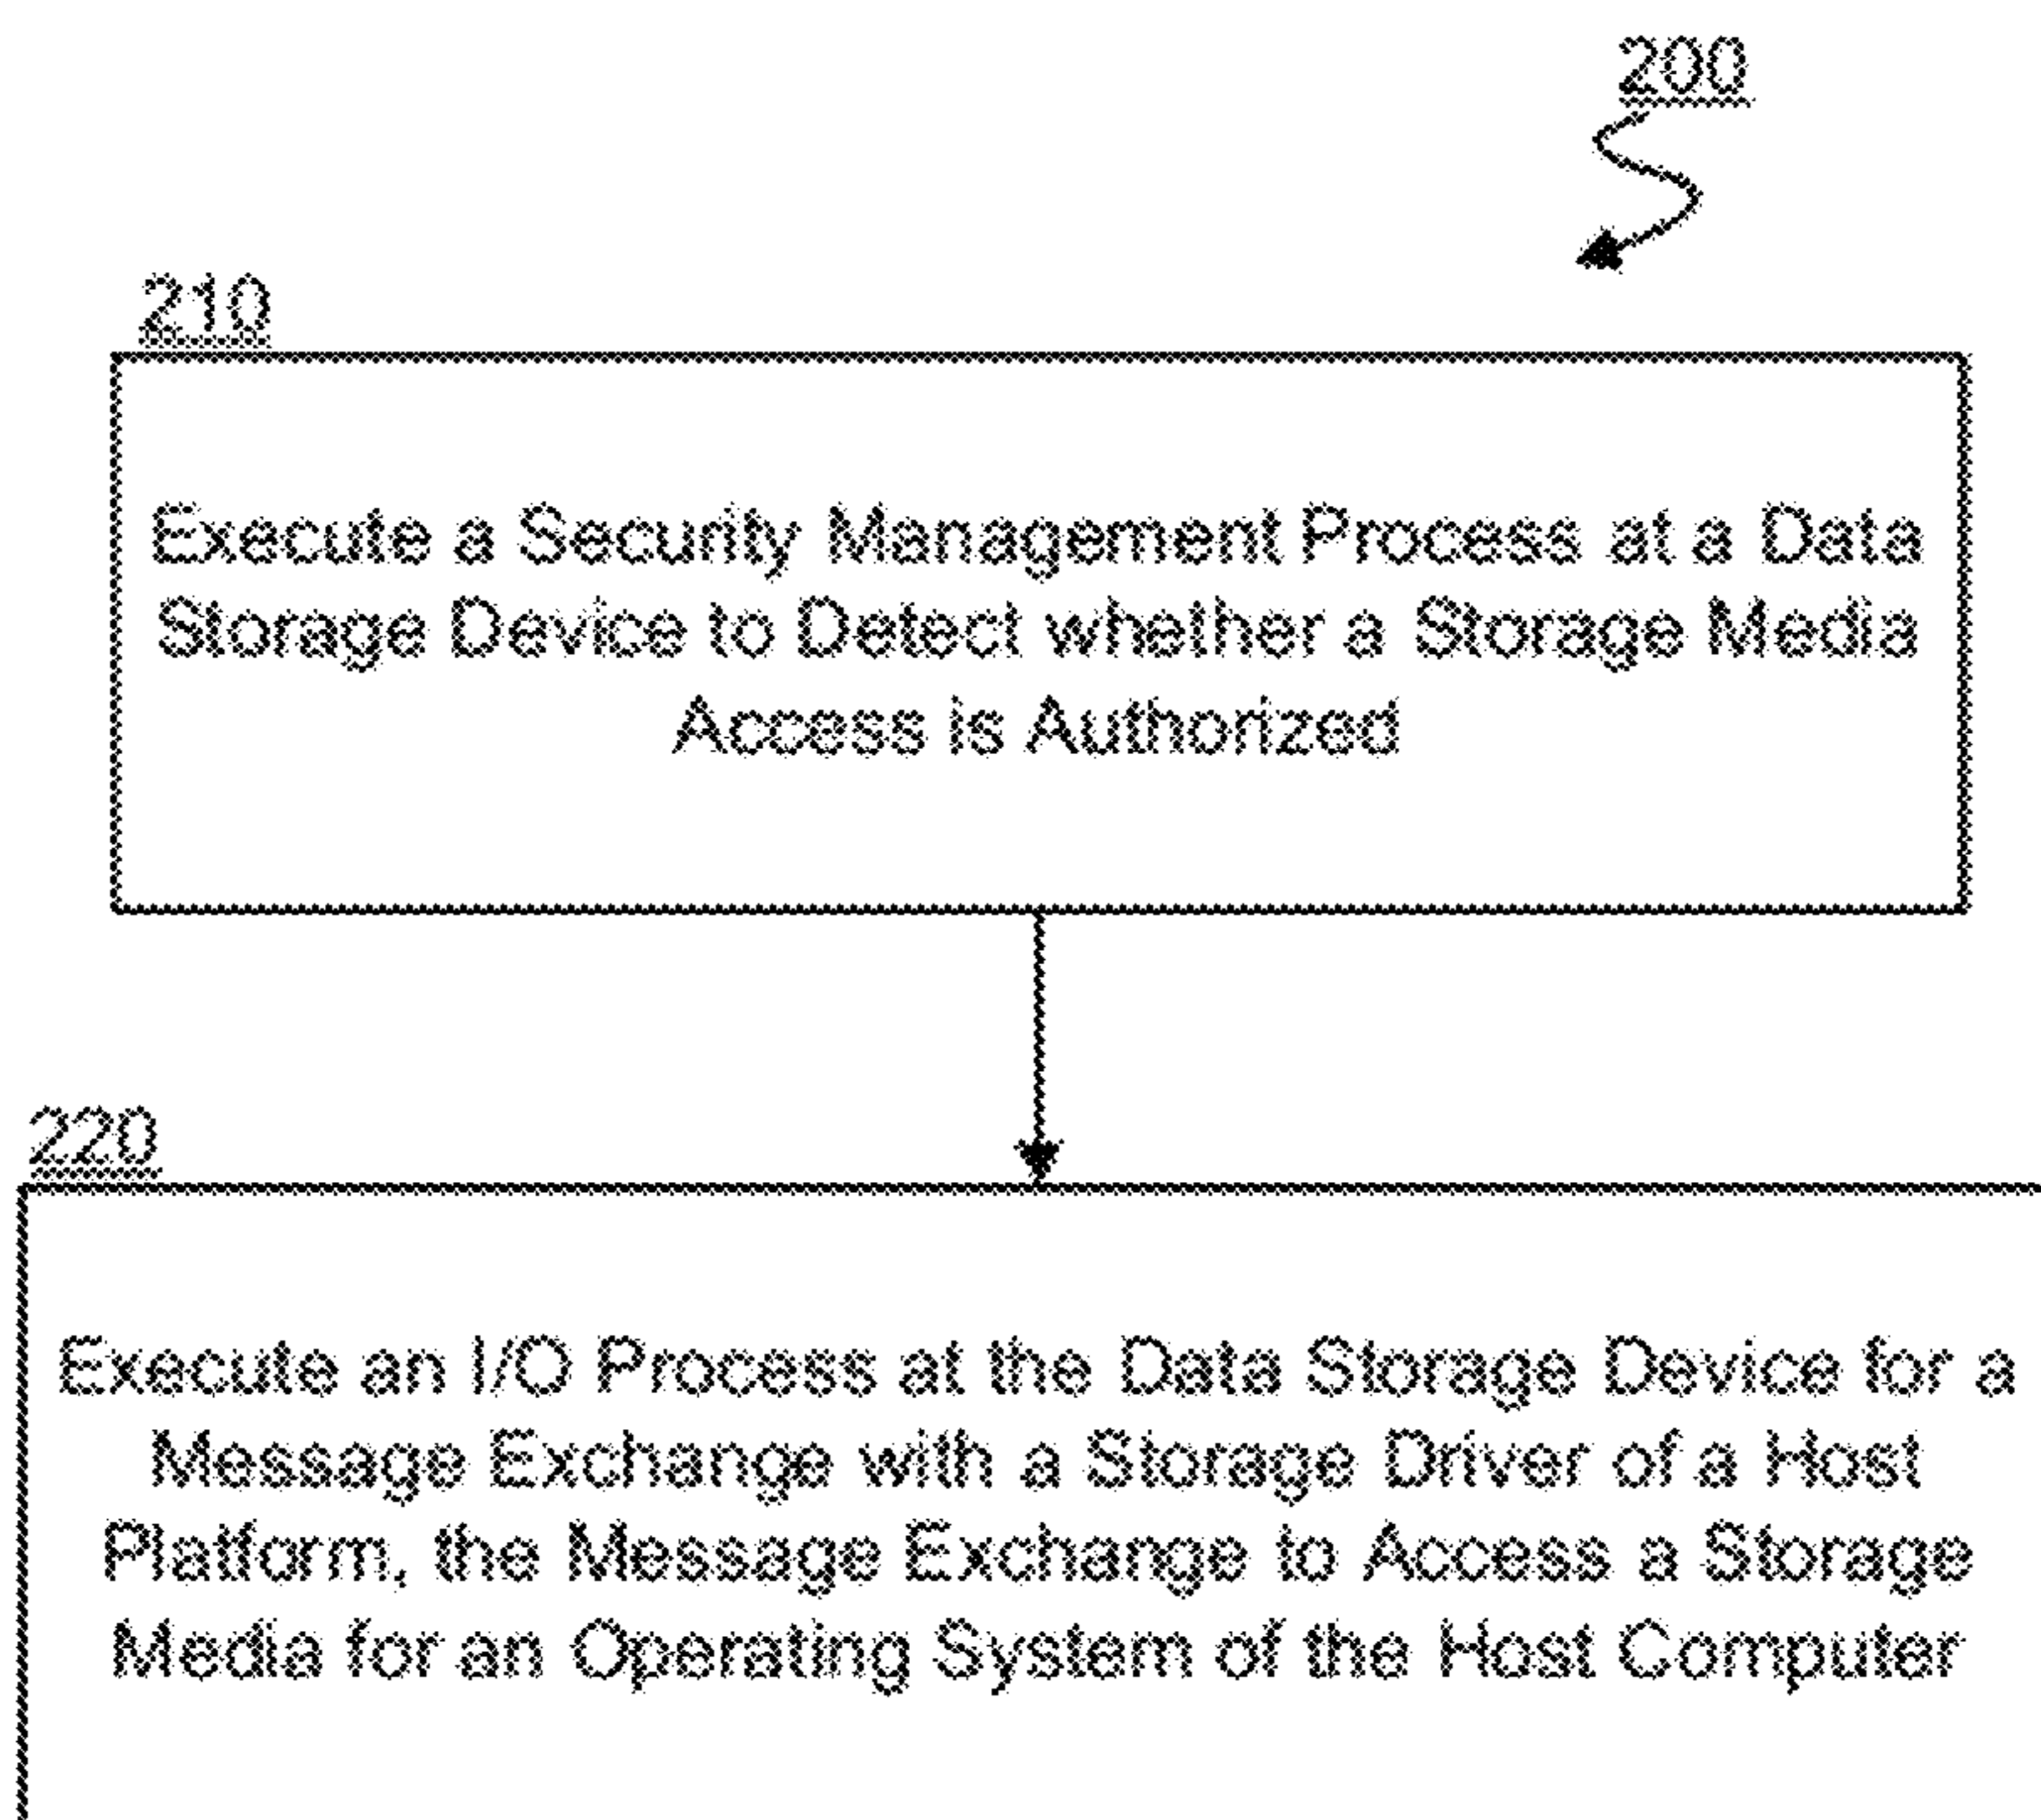 200
210
Execute a Security Management Process at a Data
Storage Device to Detect whether a Storage Media
Access is Authorized
220
Execute an I/O Process at the Data Storage Device for a
Message Exchange with a Storage Driver of a Host
Platform, the Message Exchange to Access a Storage
Media for an Operating System of the Host Computer